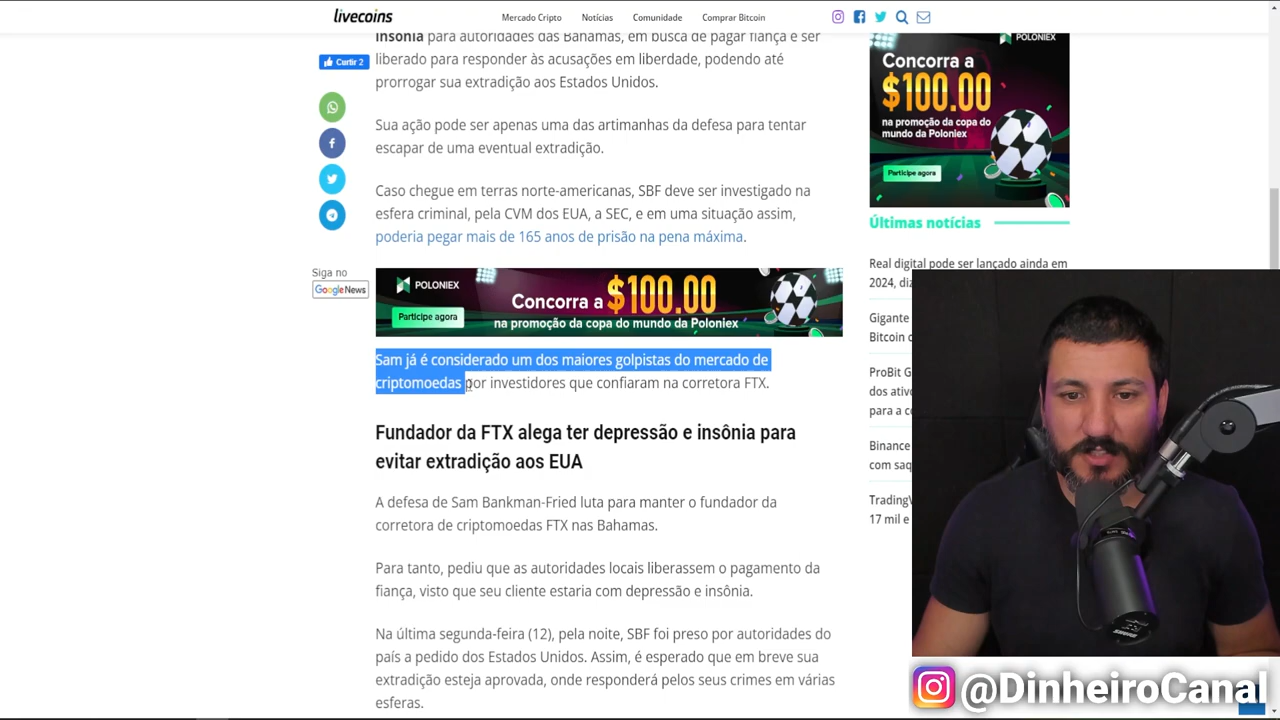 livecoins
Mercado Cripto
Notícias
Comunidade
Comprar Bitcoin
insônia para autoridades das Bahamas, em busca de pagar fiança e ser
liberado para responder às acusações em liberdade, podendo até
prorrogar sua extradição aos Estados Unidos.
Curtir 2
Sua ação pode ser apenas uma das artimanhas da defesa para tentar
escapar de uma eventual extradição.
Caso chegue em terras norte-americanas, SBF deve ser investigado na
esfera criminal, pela CVM dos EUA, a SEC, e em uma situação assim,
poderia pegar mais de 165 anos de prisão na pena máxima.
Siga no
Google News
POLONIEX
Concorra a $100.00
Participe agora
na promoção da copa do mundo da Poloniex
Sam já é considerado um dos maiores golpistas do mercado de
criptomoedas por investidores que confiaram na corretora FTX.
Fundador da FTX alega ter depressão e insônia para
evitar extradição aos EUA
A defesa de Sam Bankman-Fried luta para manter o fundador da
corretora de criptomoedas FTX nas Bahamas.
Para tanto, pediu que as autoridades locais liberassem o pagamento da
fiança, visto que seu cliente estaria com depressão e insônia.
Na última segunda-feira (12), pela noite, SBF foi preso por autoridades do
país a pedido dos Estados Unidos. Assim, é esperado que em breve sua
extradição esteja aprovada, onde responderá pelos seus crimes em várias
esferas.
POLONIEX
Concorra a
$100.00
na promoção da copa do
mundo da Poloniex
Participe agora
Últimas notícias
Real digital pode ser lançado ainda em
2024,
Gigante
Bitcoin
ProBit
dos
para a
Binance
com
17 mil e
@DinheiroCanal